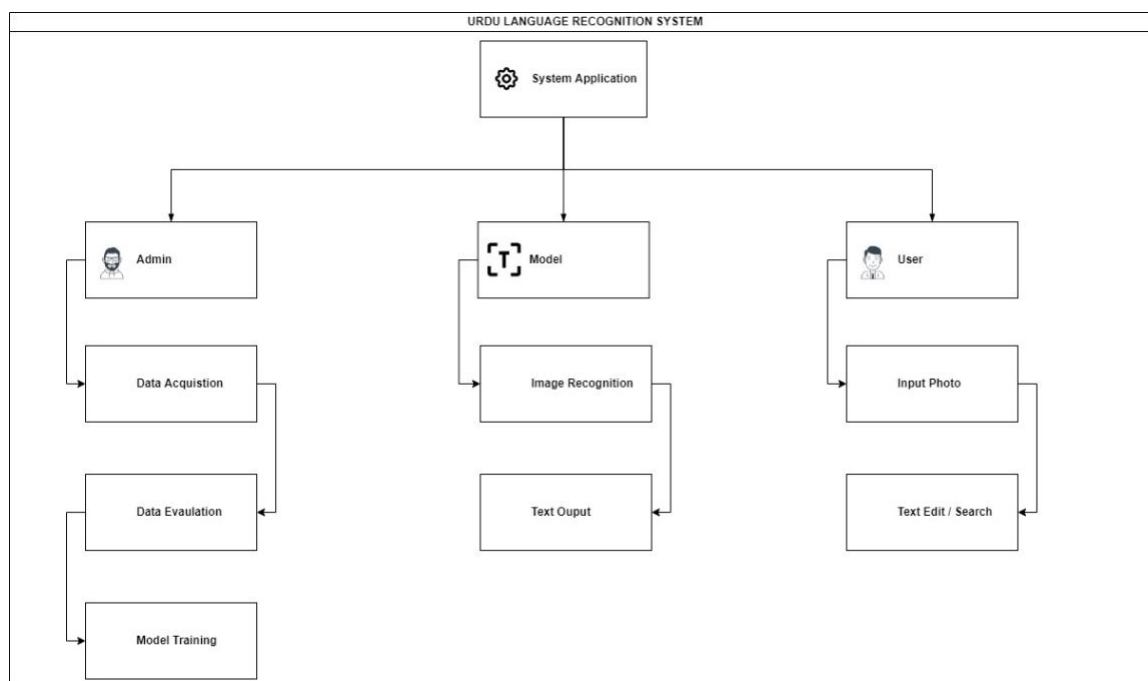 URDU LANGUAGE RECOGNITION SYSTEM
System Application
Admin
Model
User
Data Acquistion
Image Recognition
Input Photo
Data Evaulation
Text Ouput
Text Edit / Search
Model Training